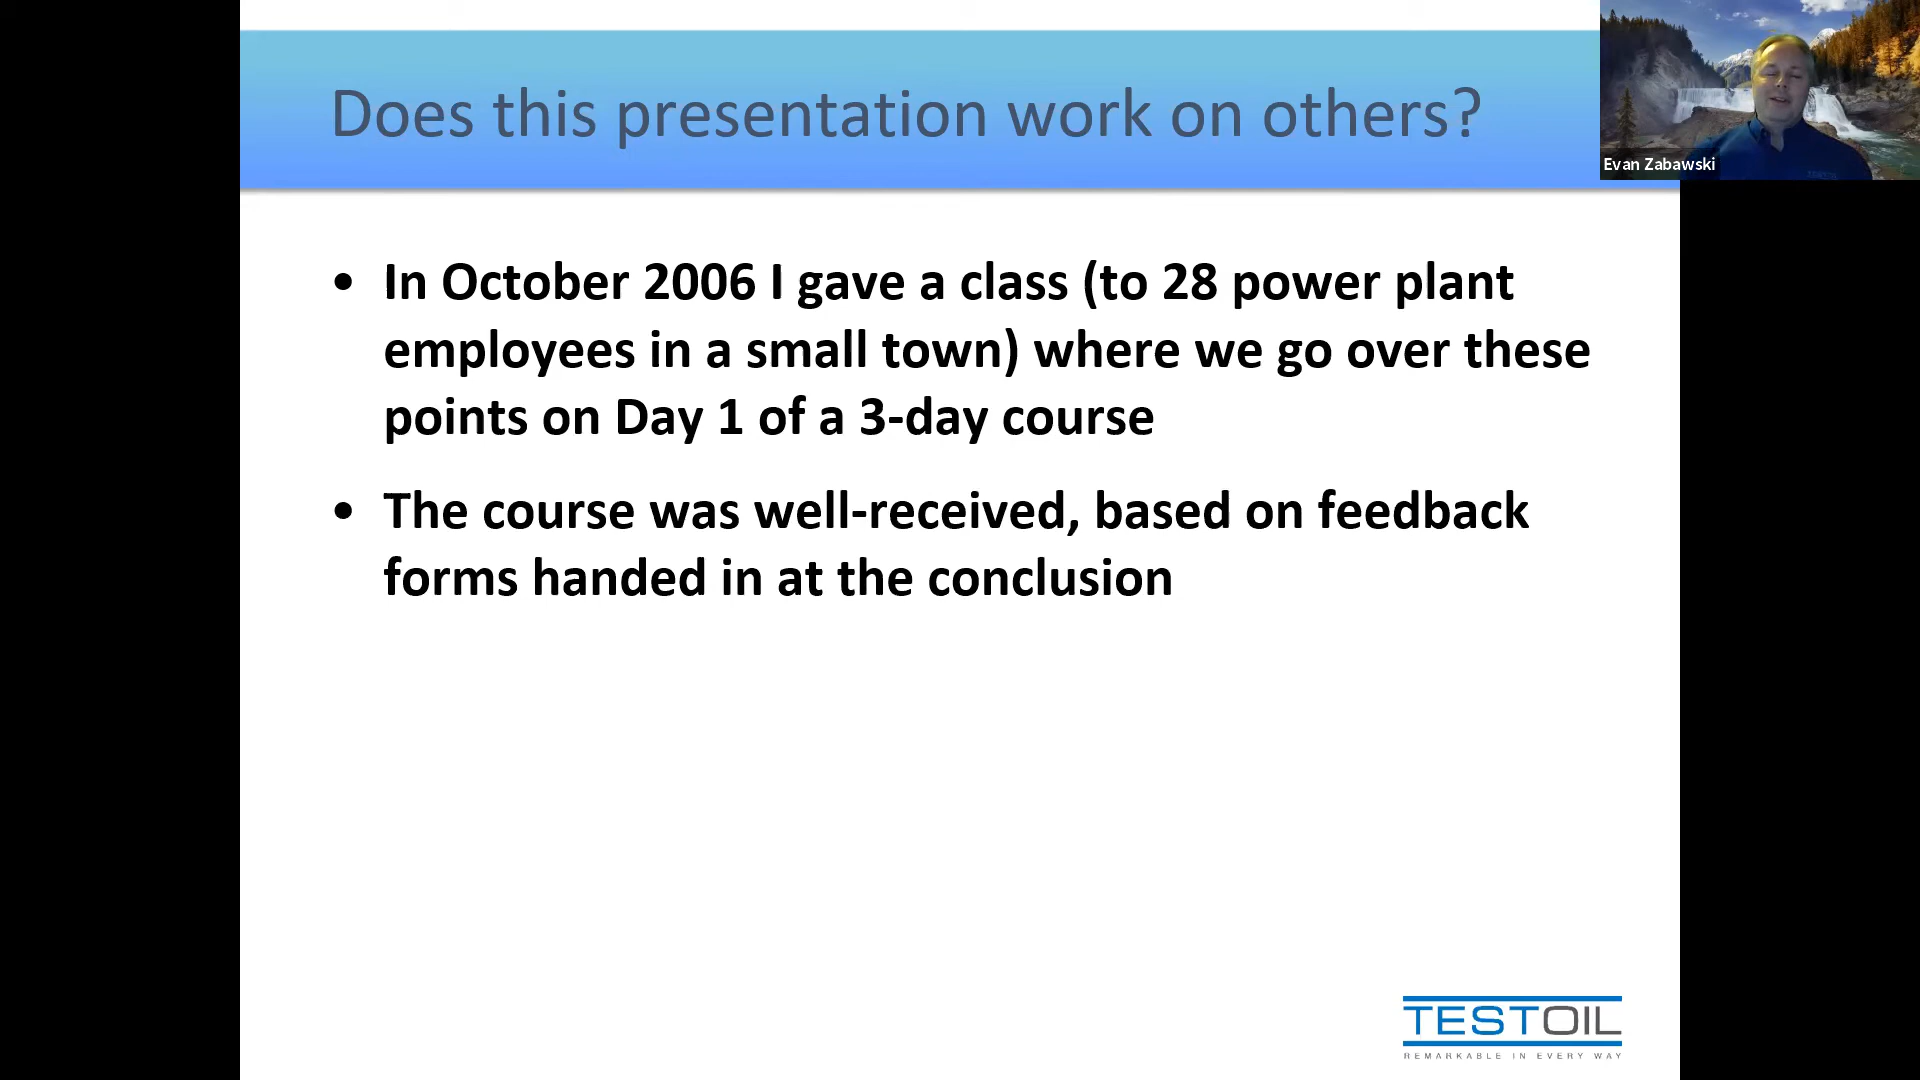 Does this presentation work on others?
Evan Zabawski
• In October 2006 I gave a class (to 28 power plant
employees in a small town) where we go over these
points on Day 1 of a 3-day course
• The course was well-received, based on feedback
forms handed in at the conclusion
TESTOIL
REMARKABLE IN EVERY WAY